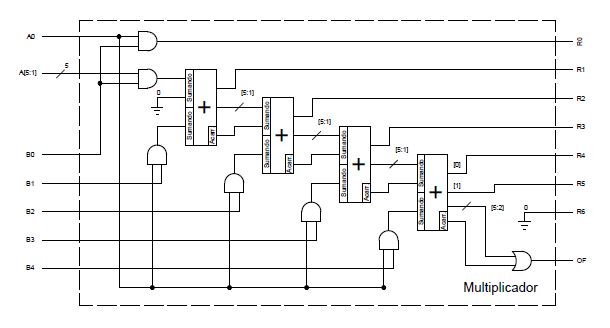 A0
R0
A[5:1]
5
R1
0
Sumando
Sumando
Sumando
+
Acarr
[5:1]
R2
Sumando
Sumando
+
Acarr
[5:1]
R3
Sumando
Sumando
+
Acarr
[5:1]
R4
[0]
Sumando
Sumando
+
Acarr
[1]
R5
[5:2]
0
R6
B0
B1
B2
B3
B4
OF
Multiplicador